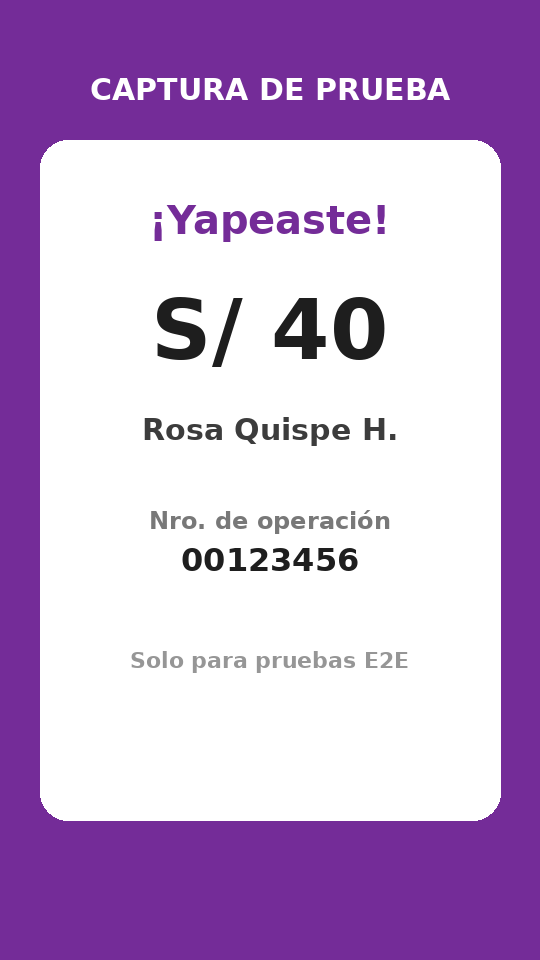 CAPTURA DE PRUEBA
¡Yapeaste!
S/ 40
Rosa Quispe H.
Nro. de operación
00123456
Solo para pruebas E2E